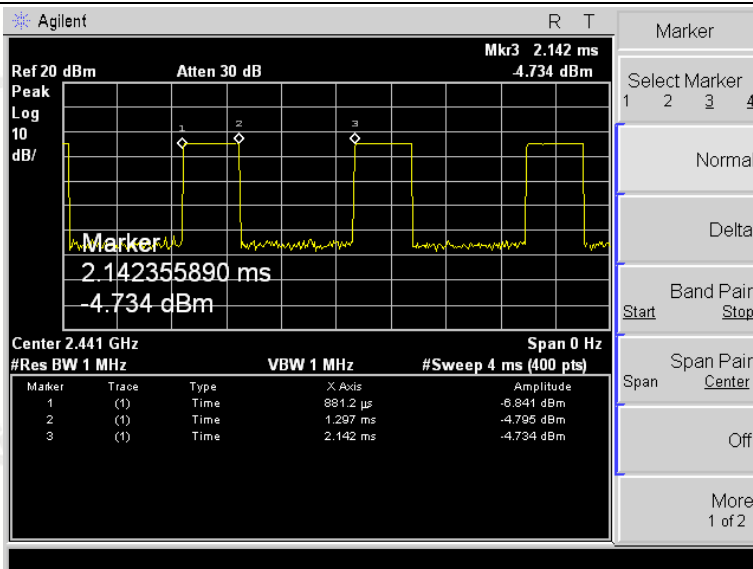 Agilent R T
Mkr3 2.142 ms
Ref 20 dBm Atten 30 dB -4.734 dBm
Peak
Log
10
dB/
1 2 3
Marker
2.142355890 ms
-4.734 dBm
Center 2.441 GHz Span 0 Hz
#Res BW 1 MHz VBW 1 MHz #Sweep 4 ms (400 pts)
Marker Trace Type X Axis Amplitude
1 (1) Time 881.2 µs -6.841 dBm
2 (1) Time 1.297 ms -4.795 dBm
3 (1) Time 2.142 ms -4.734 dBm
Marker
Select Marker
1 2 3 4
Normal
Delta
Band Pair
Start Stop
Span Pair
Span Center
Off
More
1 of 2